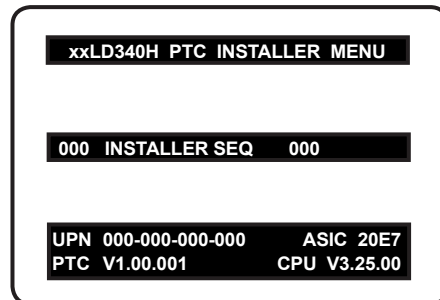 xxLD340H PTC INSTALLER MENU
000 INSTALLER SEQ 000
UPN 000-000-000-000 ASIC 20E7
PTC V1.00.001 CPU V3.25.00